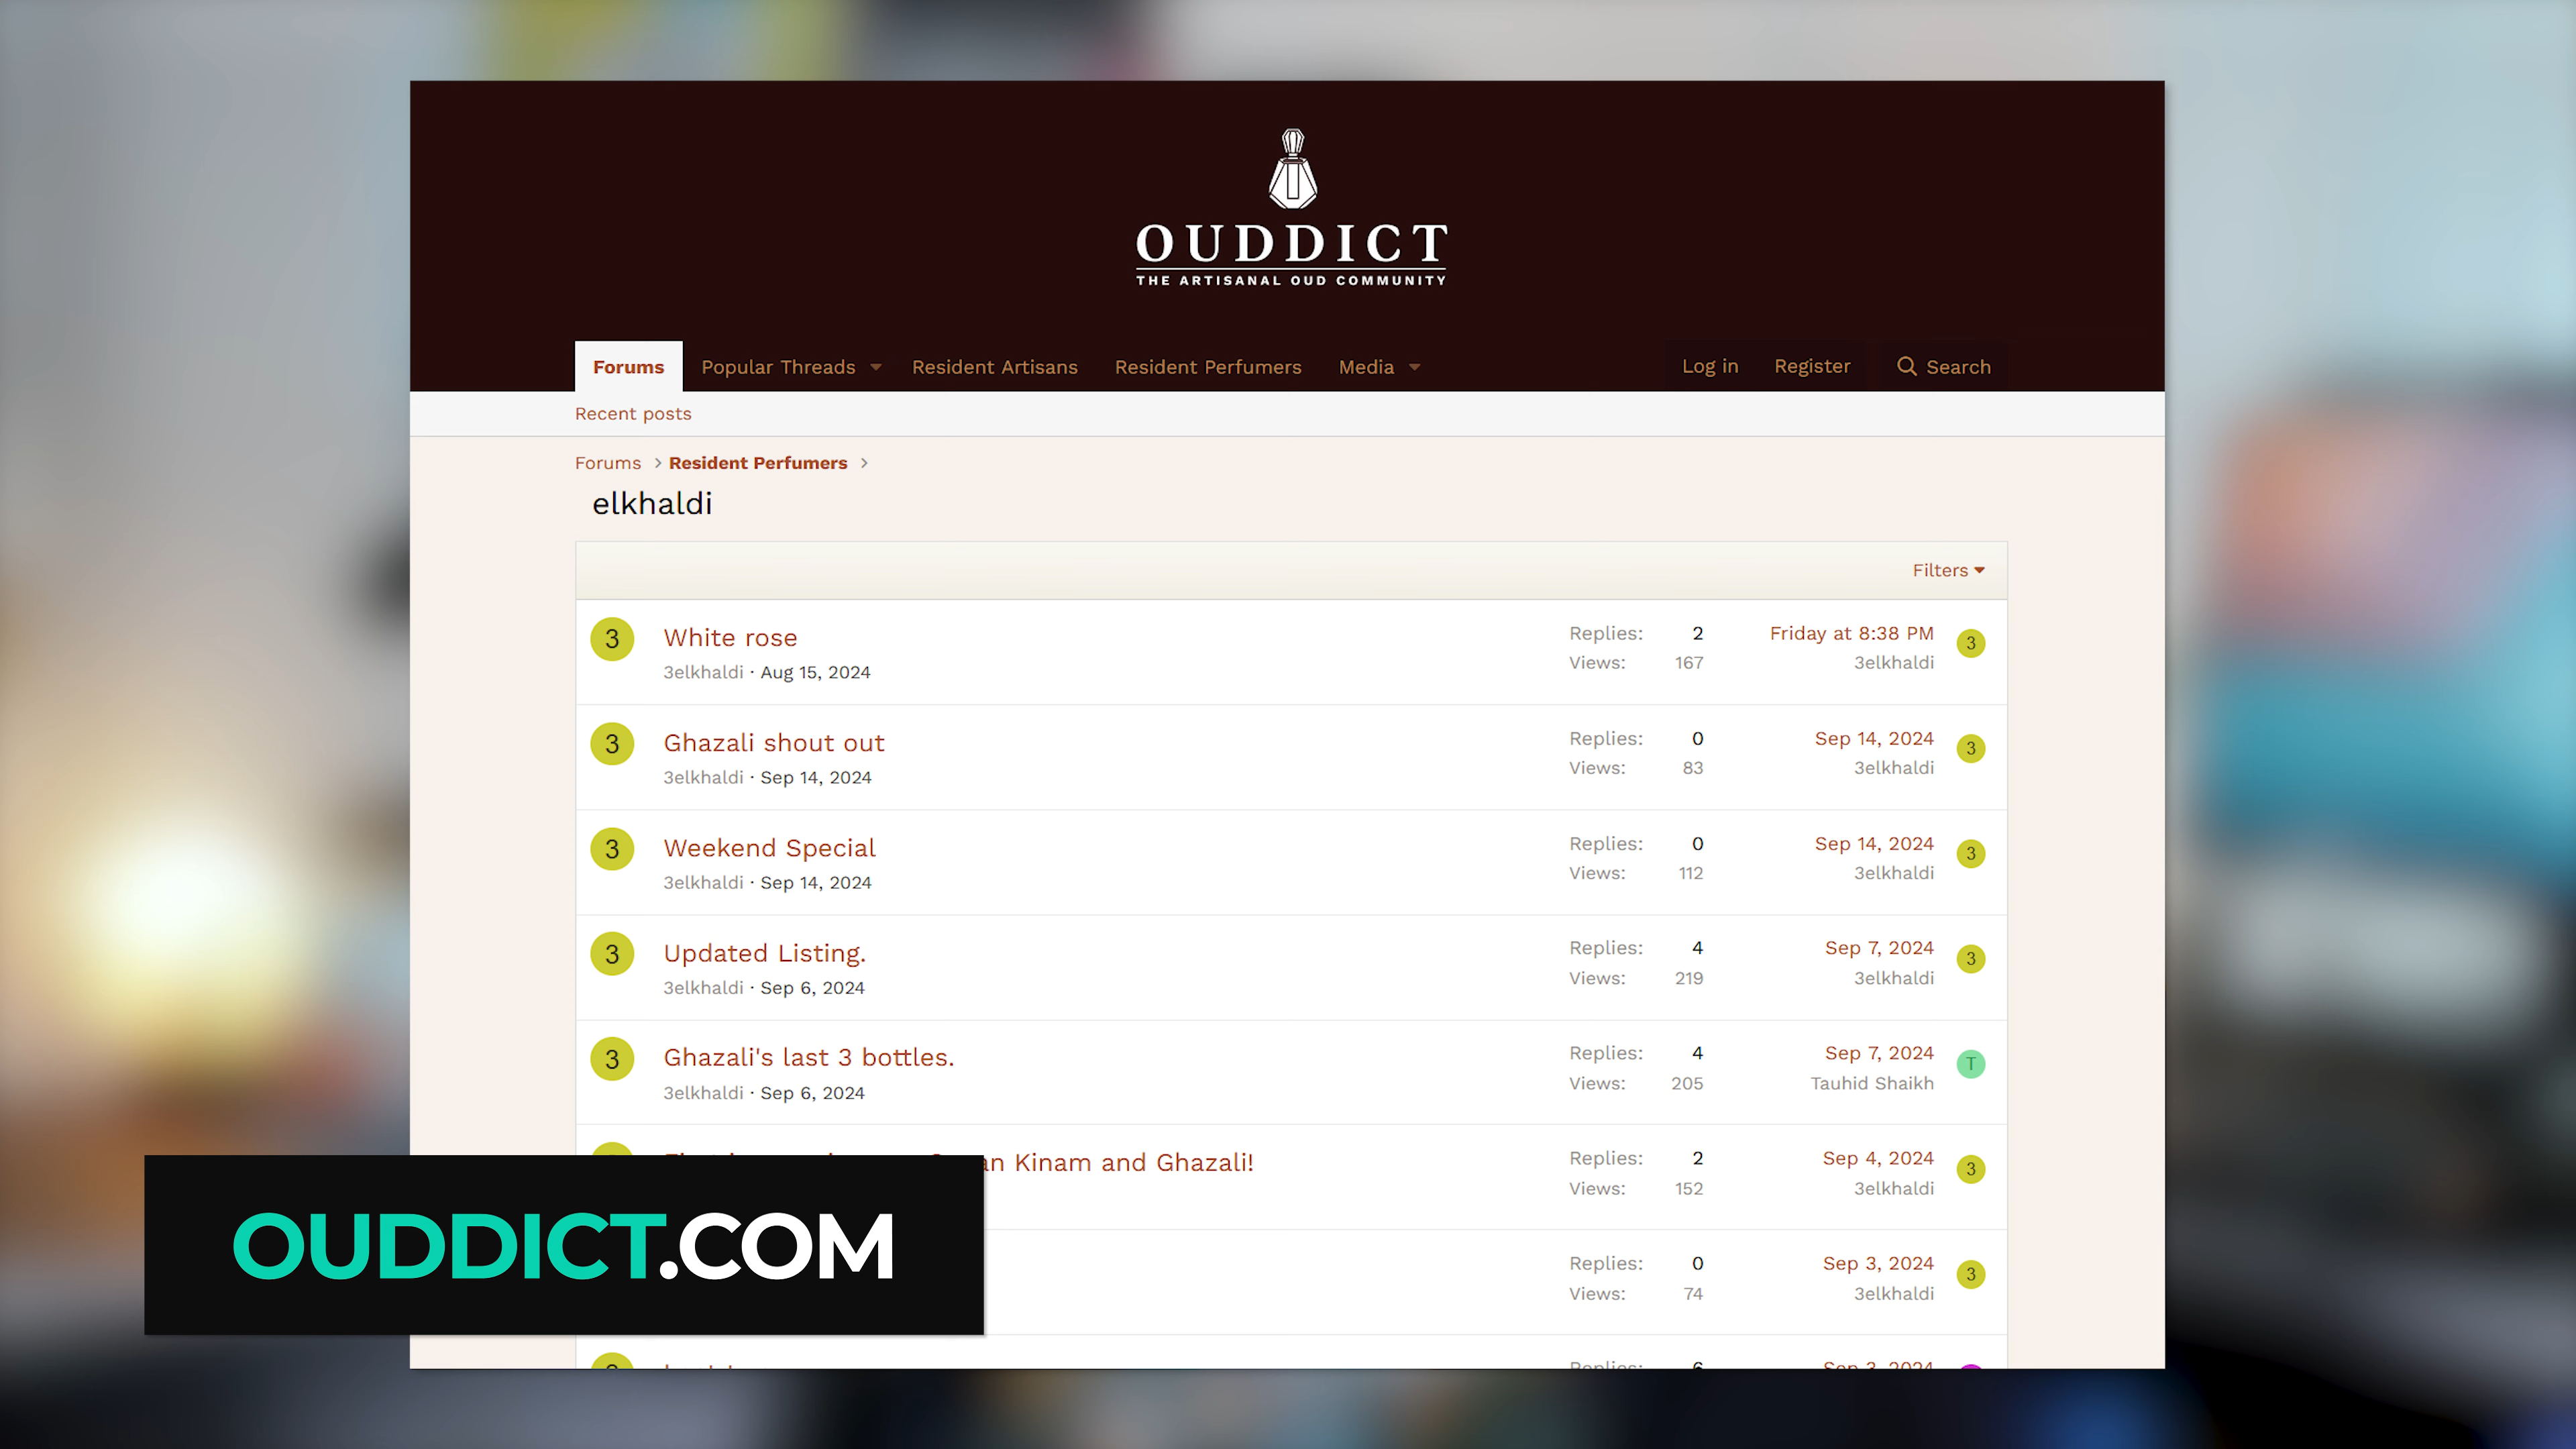 OUDDICT
THE ARTISANAL OUD COMMUNITY
Forums Popular Threads Resident Artisans Resident Perfumers Media Log in Register Search
Recent posts
Forums > Resident Perfumers >
elkhaldi
Filters
3 White rose Replies: 2 Friday at 8:38 PM 3
3elkhaldi · Aug 15, 2024 Views: 167 3elkhaldi
3 Ghazali shout out Replies: 0 Sep 14, 2024 3
3elkhaldi · Sep 14, 2024 Views: 83 3elkhaldi
3 Weekend Special Replies: 0 Sep 14, 2024 3
3elkhaldi · Sep 14, 2024 Views: 112 3elkhaldi
3 Updated Listing. Replies: 4 Sep 7, 2024 3
3elkhaldi · Sep 6, 2024 Views: 219 3elkhaldi
3 Ghazali's last 3 bottles. Replies: 4 Sep 7, 2024 T
3elkhaldi · Sep 6, 2024 Views: 205 Tauhid Shaikh
Kinam and Ghazali! Replies: 2 Sep 4, 2024 3
Views: 152 3elkhaldi
Replies: 0 Sep 3, 2024 3
Views: 74 3elkhaldi
Replies: 6 Sep 3, 2024
OUDDICT.COM